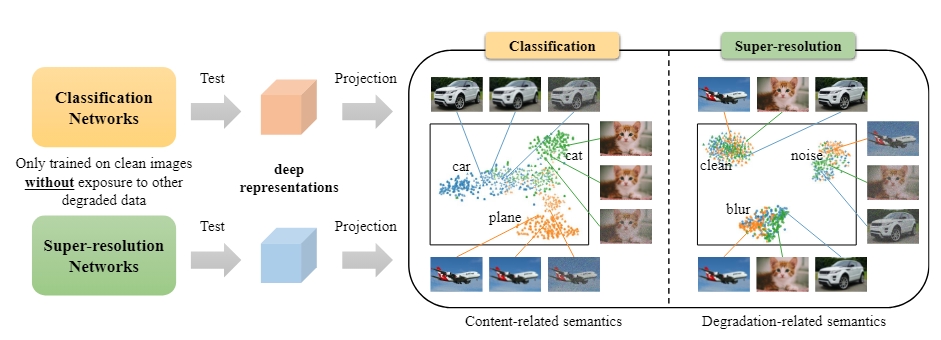 Classification
Networks
Only trained on clean images
without exposure to other
degraded data
Super-resolution
Networks
Test
Test
deep
representations
Projection
Projection
Classification
car
cat
plane
Content-related semantics
Super-resolution
clean
noise
blur
Degradation-related semantics